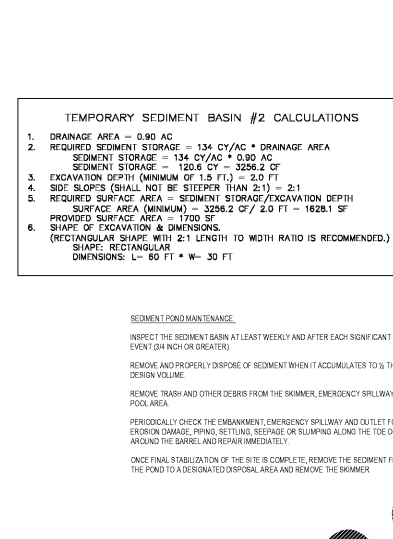 TEMPORARY SEDIMENT BASIN #2 CALCULATIONS
1. DRAINAGE AREA = 0.90 AC
2. REQUIRED SEDIMENT STORAGE = 134 CY/AC * DRAINAGE AREA
SEDIMENT STORAGE = 134 CY/AC * 0.90 AC
SEDIMENT STORAGE = 120.6 CY = 3256.2 CF
3. EXCAVATION DEPTH (MINIMUM OF 1.5 FT.) = 2.0 FT
4. SIDE SLOPES (SHALL NOT BE STEEPER THAN 2:1) = 2:1
5. REQUIRED SURFACE AREA = SEDIMENT STORAGE/EXCAVATION DEPTH
SURFACE AREA (MINIMUM) = 3256.2 CF/ 2.0 FT = 1628.1 SF
PROVIDED SURFACE AREA = 1700 SF
6. SHAPE OF EXCAVATION & DIMENSIONS.
(RECTANGULAR SHAPE WITH 2:1 LENGTH TO WIDTH RATIO IS RECOMMENDED.)
SHAPE: RECTANGULAR
DIMENSIONS: L= 60 FT * W= 30 FT
SEDIMENT POND MAINTENANCE:
INSPECT THE SEDIMENT BASIN AT LEAST WEEKLY AND AFTER EACH SIGNIFICANT
EVENT (3/4 INCH OR GREATER).
REMOVE AND PROPERLY DISPOSE OF SEDIMENT WHEN IT ACCUMULATES TO ½ TH
DESIGN VOLUME.
REMOVE TRASH AND OTHER DEBRIS FROM THE SKIMMER, EMERGENCY SPILLWAY
POOL AREA.
PERIODICALLY CHECK THE EMBANKMENT, EMERGENCY SPILLWAY AND OUTLET F
EROSION DAMAGE, PIPING, SETTLING, SEEPAGE OR SLUMPING ALONG THE TOE O
AROUND THE BARREL AND REPAIR IMMEDIATELY.
ONCE FINAL STABILIZATION OF THE SITE IS COMPLETE, REMOVE THE SEDIMENT F
THE POND TO A DESIGNATED DISPOSAL AREA AND REMOVE THE SKIMMER